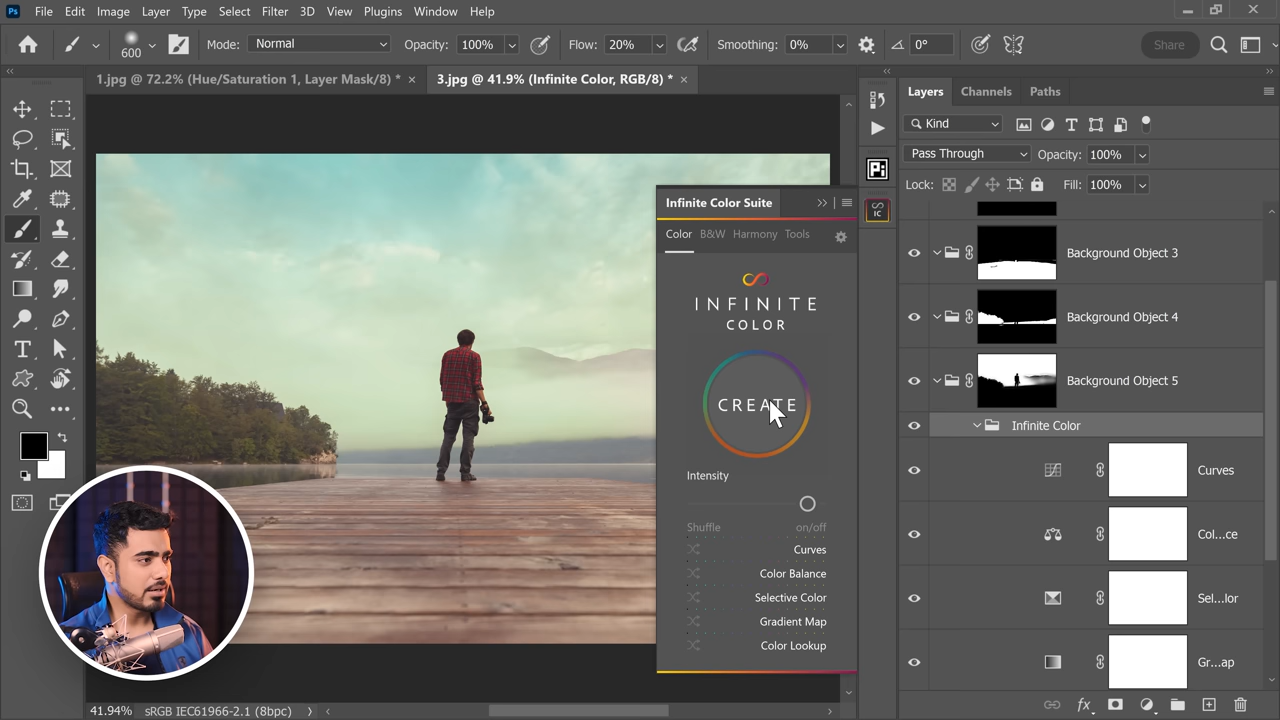 Ps File Edit Image Layer Type Select Filter 3D View Plugins Window Help
600 Mode: Normal Opacity: 100% Flow: 20% Smoothing: 0% 0° Share
1.jpg @ 72.2% (Hue/Saturation 1, Layer Mask/8) * × 3.jpg @ 41.9% (Infinite Color, RGB/8) * ×
Layers Channels Paths
Kind
Pass Through Opacity: 100%
Lock: Fill: 100%
Pi
IC
Infinite Color Suite
Color B&W Harmony Tools
INFINITE
COLOR
CREATE
Intensity
Shuffle on/off
Curves
Color Balance
Selective Color
Gradient Map
Color Lookup
Background Object 3
Background Object 4
Background Object 5
Infinite Color
Curves
Col...ce
Sel...lor
Gr...ap
fx
41.94% sRGB IEC61966-2.1 (8bpc)